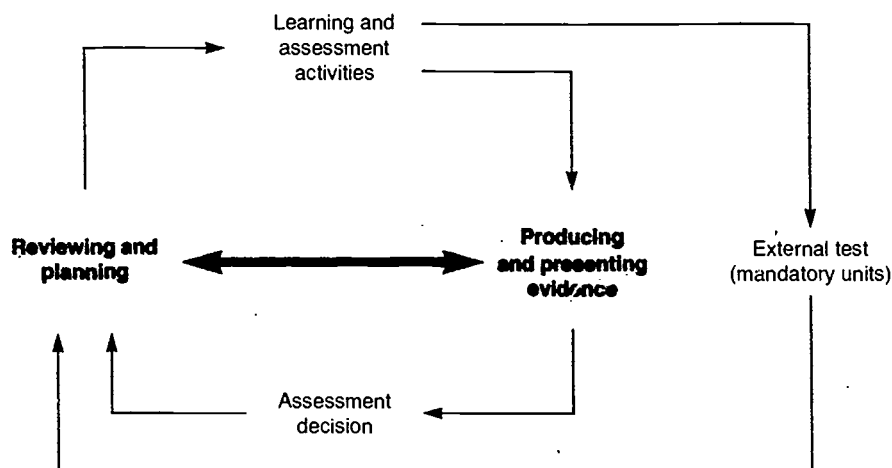 Learning and
assessment
activities
Reviewing and
planning
Producing
and presenting
evidence
External test
(mandatory units)
Assessment
decision